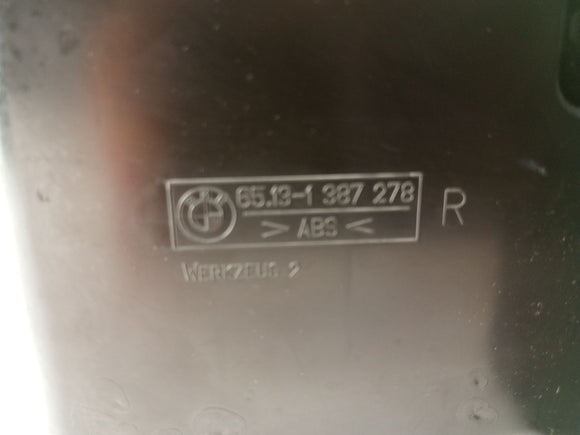 65.13-1 387 278
> ABS <
R
WERKZEUG 2